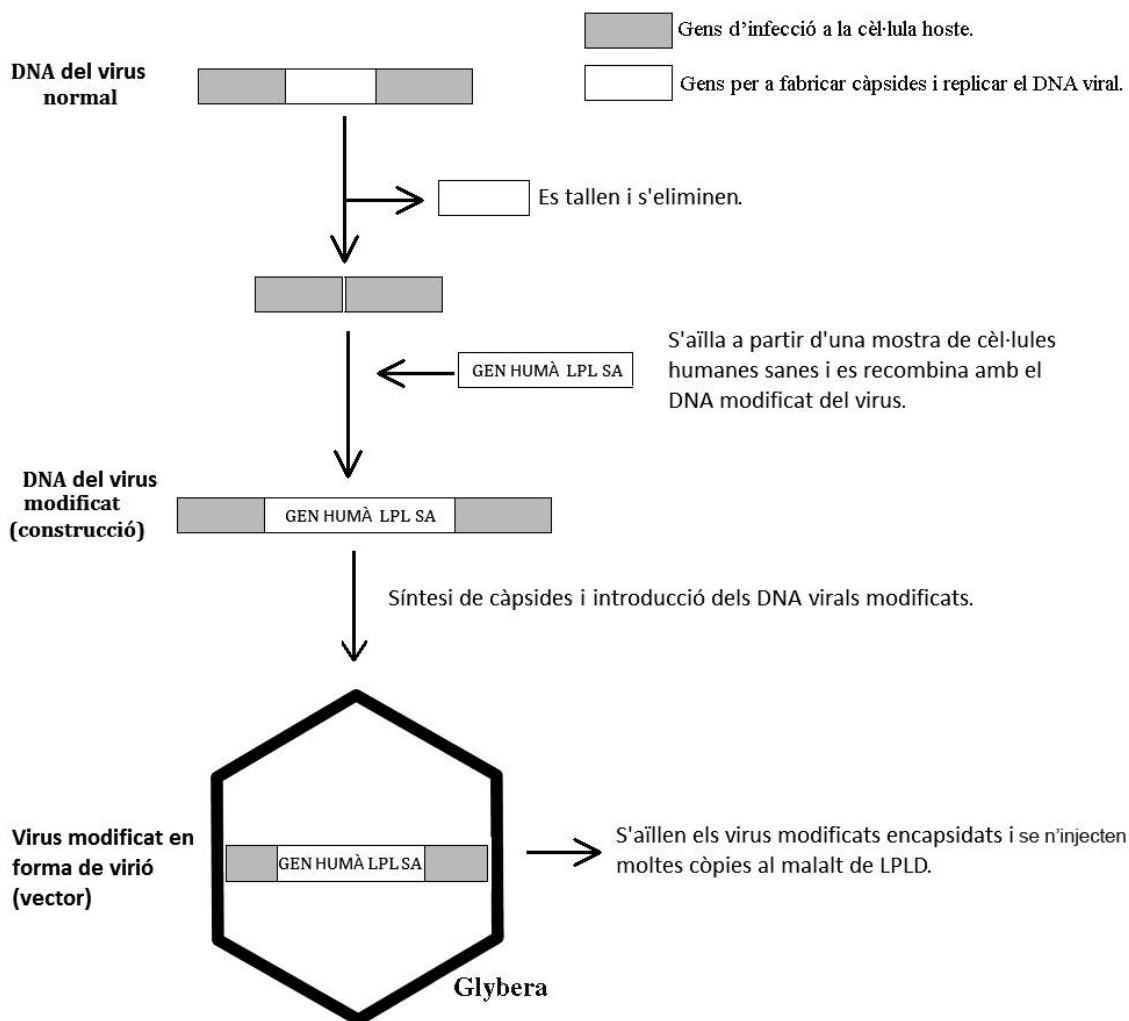 Gens d’infecció a la cèl·lula hoste.
DNA del virus
normal
Gens per a fabricar càpsides i replicar el DNA viral.
Es tallen i s'eliminen.
S'aïlla a partir d'una mostra de cèl·lules
humanes sanes i es recombina amb el
DNA modificat del virus.
GEN HUMÀ LPL SA
DNA del virus
modificat
(construcció)
GEN HUMÀ LPL SA
Síntesi de càpsides i introducció dels DNA virals modificats.
Virus modificat en
forma de virió
(vector)
GEN HUMÀ LPL SA
S'aïllen els virus modificats encapsidats i se n’injecten
moltes còpies al malalt de LPLD.
Glybera